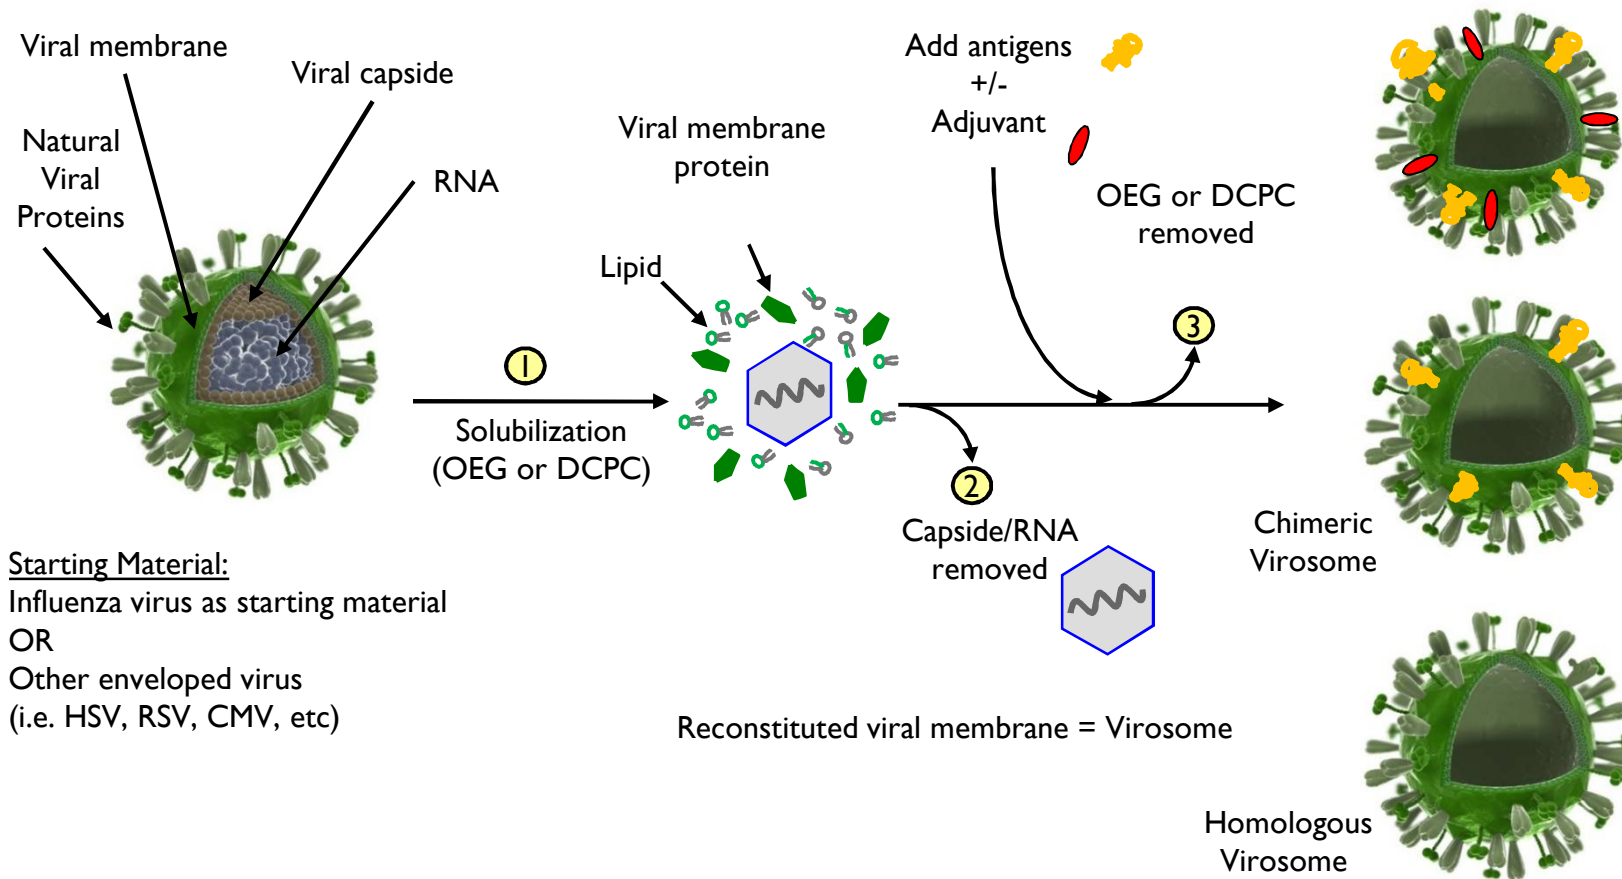 Viral membrane
Viral capside
Natural
Viral
Proteins
RNA
Viral membrane
protein
Lipid
Add antigens
+/-
Adjuvant
OEG or DCPC
removed
1
Solubilization
(OEG or DCPC)
2
Capside/RNA
removed
3
Starting Material:
Influenza virus as starting material
OR
Other enveloped virus
(i.e. HSV, RSV, CMV, etc)
Reconstituted viral membrane = Virosome
Chimeric
Virosome
Homologous
Virosome